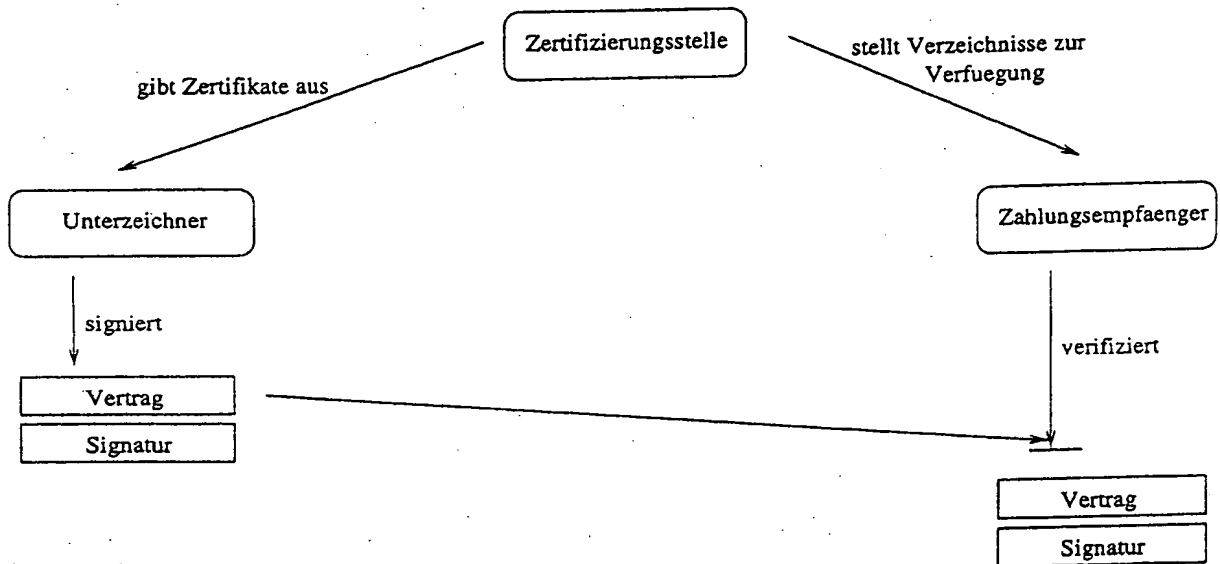 Zertifizierungsstelle
stellt Verzeichnisse zur
Verfuegung
gibt Zertifikate aus
Unterzeichner
Zahlungsempfaenger
signiert
verifiziert
Vertrag
Signatur
Vertrag
Signatur